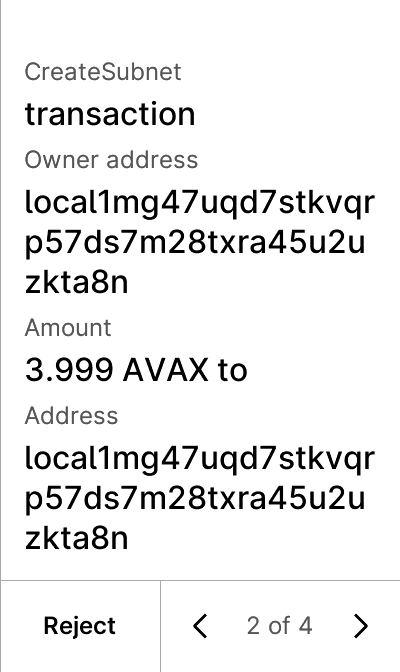 CreateSubnet
transaction
Owner address
local1mg47uqd7stkvqr
p57ds7m28txra45u2u
zkta8n
Amount
3.999 AVAX to
Address
local1mg47uqd7stkvqr
p57ds7m28txra45u2u
zkta8n
Reject
2 of 4